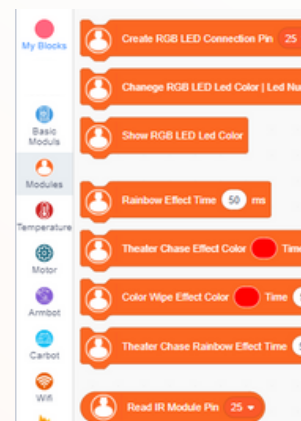 My Blocks
Basic
Moduls
Modules
Temperature
Motor
Armbot
Carbot
Wifi
Create RGB LED Connection Pin 25
Chanege RGB LED Led Color | Led Nu
Show RGB LED Led Color
Rainbow Effect Time 50 ms
Theater Chase Effect Color Time
Color Wipe Effect Color Time
Theater Chase Rainbow Effect Time
Read IR Module Pin 25